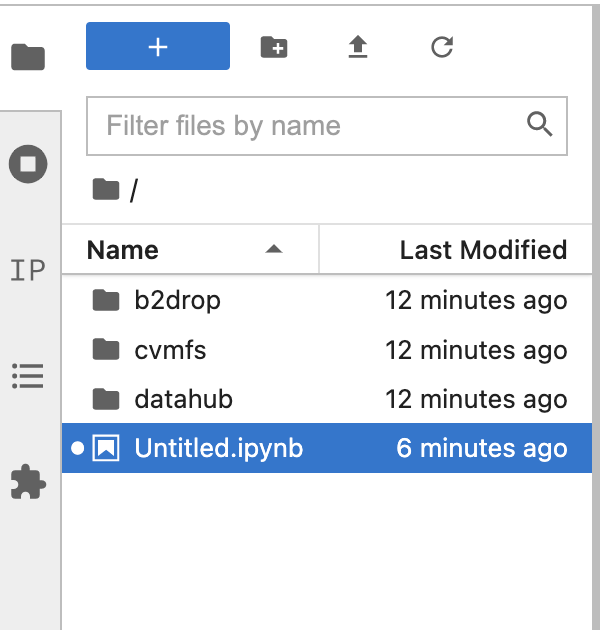 +
Filter files by name
/
Name Last Modified
b2drop 12 minutes ago
IP
cvmfs 12 minutes ago
datahub 12 minutes ago
Untitled.ipynb 6 minutes ago